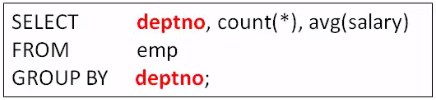 SELECT deptno, count(*), avg(salary)
FROM emp
GROUP BY deptno;